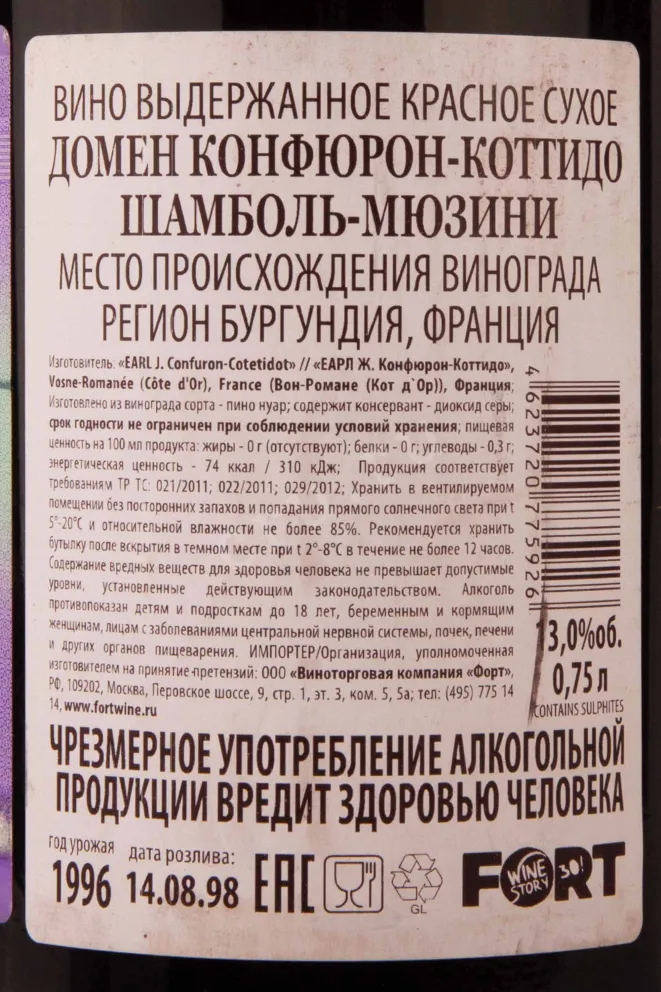 ВИНО ВЫДЕРЖАННОЕ КРАСНОЕ СУХОЕ
ДОМЕН КОНФЮРОН-КОТТИДО
ШАМБОЛЬ-МЮЗИНИ
МЕСТО ПРОИСХОЖДЕНИЯ ВИНОГРАДА
РЕГИОН БУРГУНДИЯ, ФРАНЦИЯ
Изготовитель: «EARL J. Confuron-Cotetidot» // «ЕАРЛ Ж. Конфюрон-Коттидо»,
Vosne-Romanée (Côte d'Or), France (Вон-Романе (Кот д`Ор)), Франция;
Изготовлено из винограда сорта - пино нуар; содержит консервант - диоксид серы;
срок годности не ограничен при соблюдении условий хранения; пищевая
ценность на 100 мл продукта: жиры - 0 г (отсутствуют); белки - 0 г; углеводы - 0,3 г;
энергетическая ценность - 74 ккал / 310 кДж; Продукция соответствует
требованиям ТР ТС: 021/2011; 022/2011; 029/2012; Хранить в вентилируемом
помещении без посторонних запахов и попадания прямого солнечного света при t
5°-20°С и относительной влажности не более 85%. Рекомендуется хранить
бутылку после вскрытия в темном месте при t 2°-8°С в течение не более 12 часов.
Содержание вредных веществ для здоровья человека не превышает допустимые
уровни, установленные действующим законодательством. Алкоголь
противопоказан детям и подросткам до 18 лет, беременным и кормящим
женщинам, лицам с заболеваниями центральной нервной системы, почек, печени
и других органов пищеварения. ИМПОРТЕР/Организация, уполномоченная
изготовителем на принятие претензий: ООО «Виноторговая компания «Форт»,
РФ, 109202, Москва, Перовское шоссе, 9, стр. 1, эт. 3, ком. 5, 5а; тел: (495) 775 14
14, www.fortwine.ru
4 623720 775926
13,0%об.
0,75 л
CONTAINS SULPHITES
ЧРЕЗМЕРНОЕ УПОТРЕБЛЕНИЕ АЛКОГОЛЬНОЙ
ПРОДУКЦИИ ВРЕДИТ ЗДОРОВЬЮ ЧЕЛОВЕКА
год урожая
1996
дата розлива:
14.08.98
EAC
GL
FORT
WINE
STORY
30!